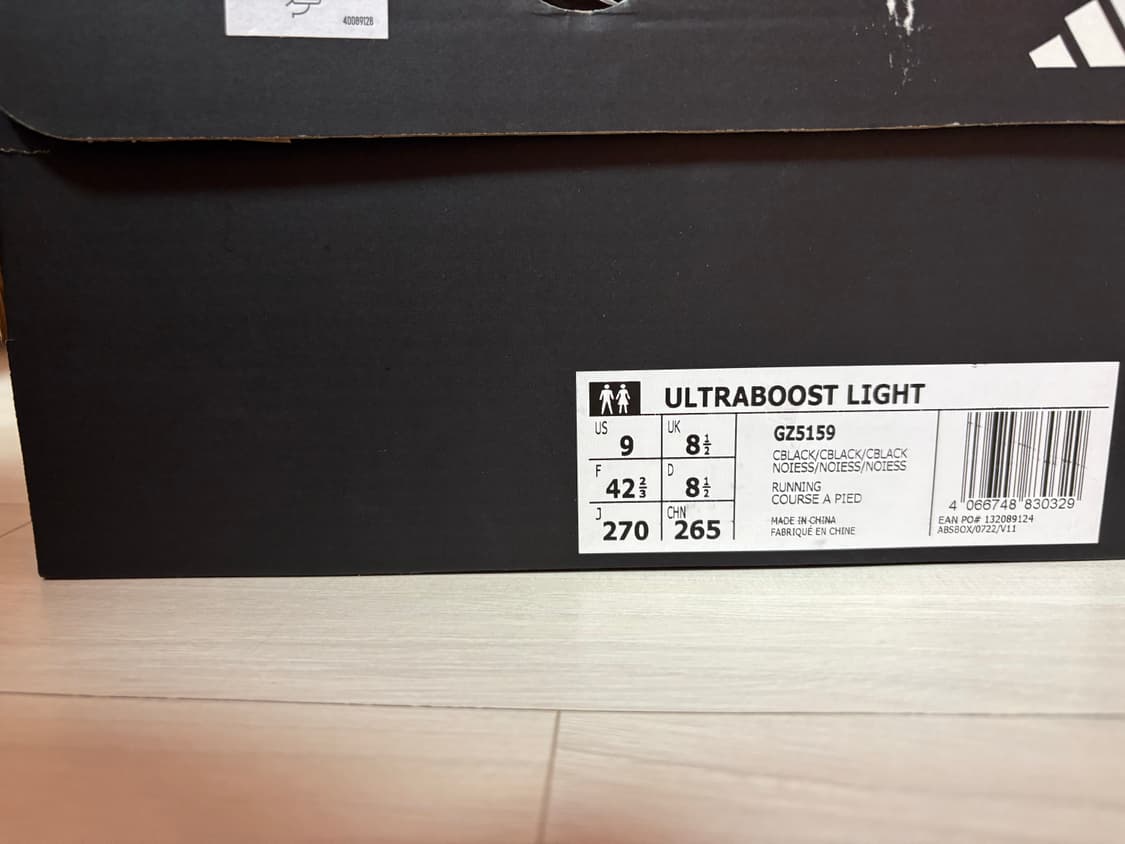 40089128
ULTRABOOST LIGHT
US 9 UK 8½
F 42⅔ D 8½
J 270 CHN 265
GZ5159
CBLACK/CBLACK/CBLACK
NOIESS/NOIESS/NOIESS
RUNNING
COURSE A PIED
MADE IN CHINA
FABRIQUÉ EN CHINE
4 066748 830329
EAN PO# 132089124
ABSBOX/0722/V11